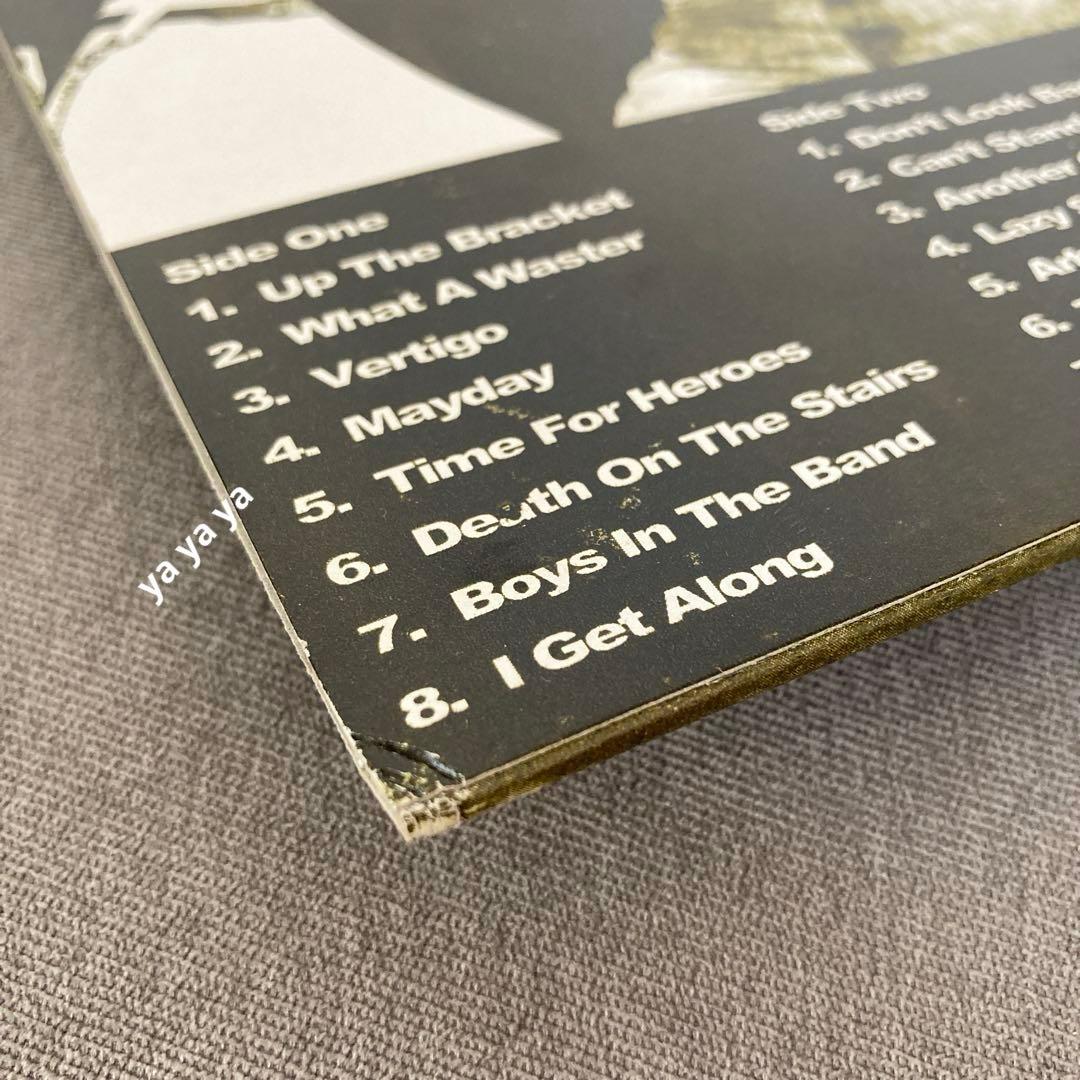 Side One
1. Up The Bracket
2. What A Waster
3. Vertigo
4. Mayday
5. Time For Heroes
6. Death On The Stairs
7. Boys In The Band
8. I Get Along
Side Two
1. Don't Look
2. Can't Stand
3. Another
4. Lazy
5.
6.
ya ya ya